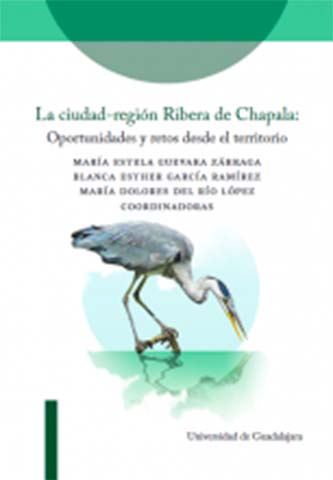 La ciudad-región Ribera de Chapala:
Oportunidades y retos desde el territorio
MARÍA ESTELA GUEVARA ZÁRRAGA
BLANCA ESTHER GARCÍA RAMÍREZ
MARÍA DOLORES DEL RÍO LÓPEZ
COORDINADORAS
Universidad de Guadalajara